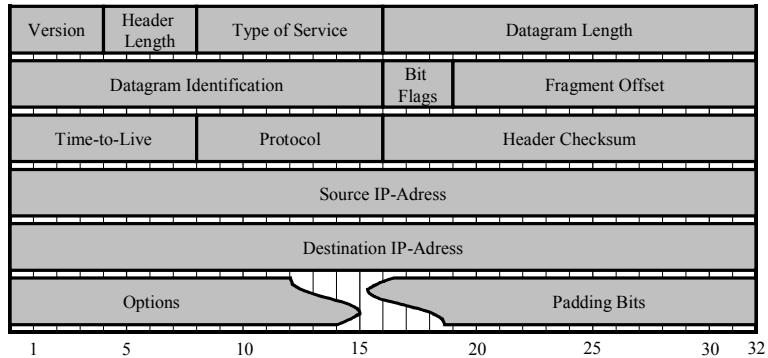 Version Header Length Type of Service Datagram Length
Datagram Identification Bit Flags Fragment Offset
Time-to-Live Protocol Header Checksum
Source IP-Adress
Destination IP-Adress
Options Padding Bits
1 5 10 15 20 25 30 32